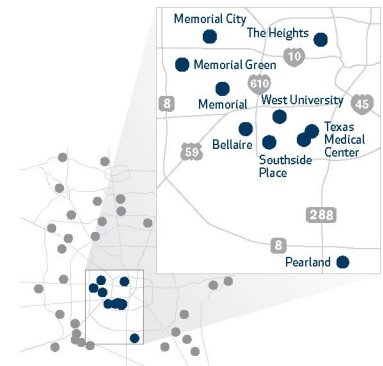 Memorial City
The Heights
10
Memorial Green
610
8
Memorial
West University
45
Texas
Medical
Center
Bellaire
59
Southside
Place
288
8
Pearland